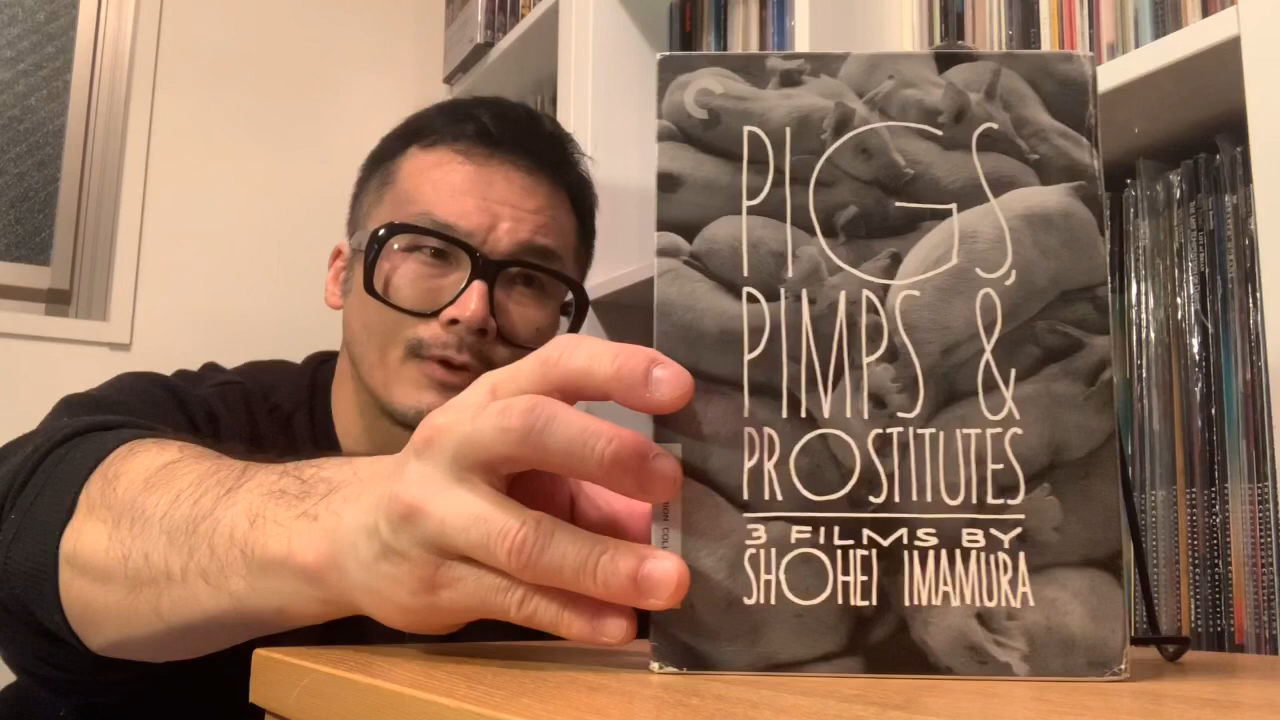 PIGS,
PIMPS &
PROSTITUTES
3 FILMS BY
SHOHEI IMAMURA